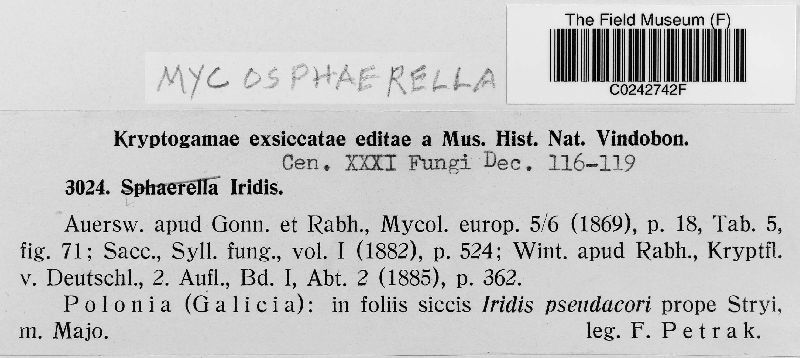 The Field Museum (F)
C0242742F
MYCOSPHAERELLA
Kryptogamae exsiccatae editae a Mus. Hist. Nat. Vindobon.
Cen. XXXI Fungi Dec. 116-119
3024. Sphaerella Iridis.
Auersw. apud Gonn. et Rabh., Mycol. europ. 5/6 (1869), p. 18, Tab. 5,
fig. 71; Sacc., Syll. fung., vol. I (1882), p. 524; Wint. apud Rabh., Kryptfl.
v. Deutschl., 2. Aufl., Bd. I, Abt. 2 (1885), p. 362.
Polonia (Galicia): in foliis siccis Iridis pseudacori prope Stryi,
m. Majo. leg. F. Petrak.